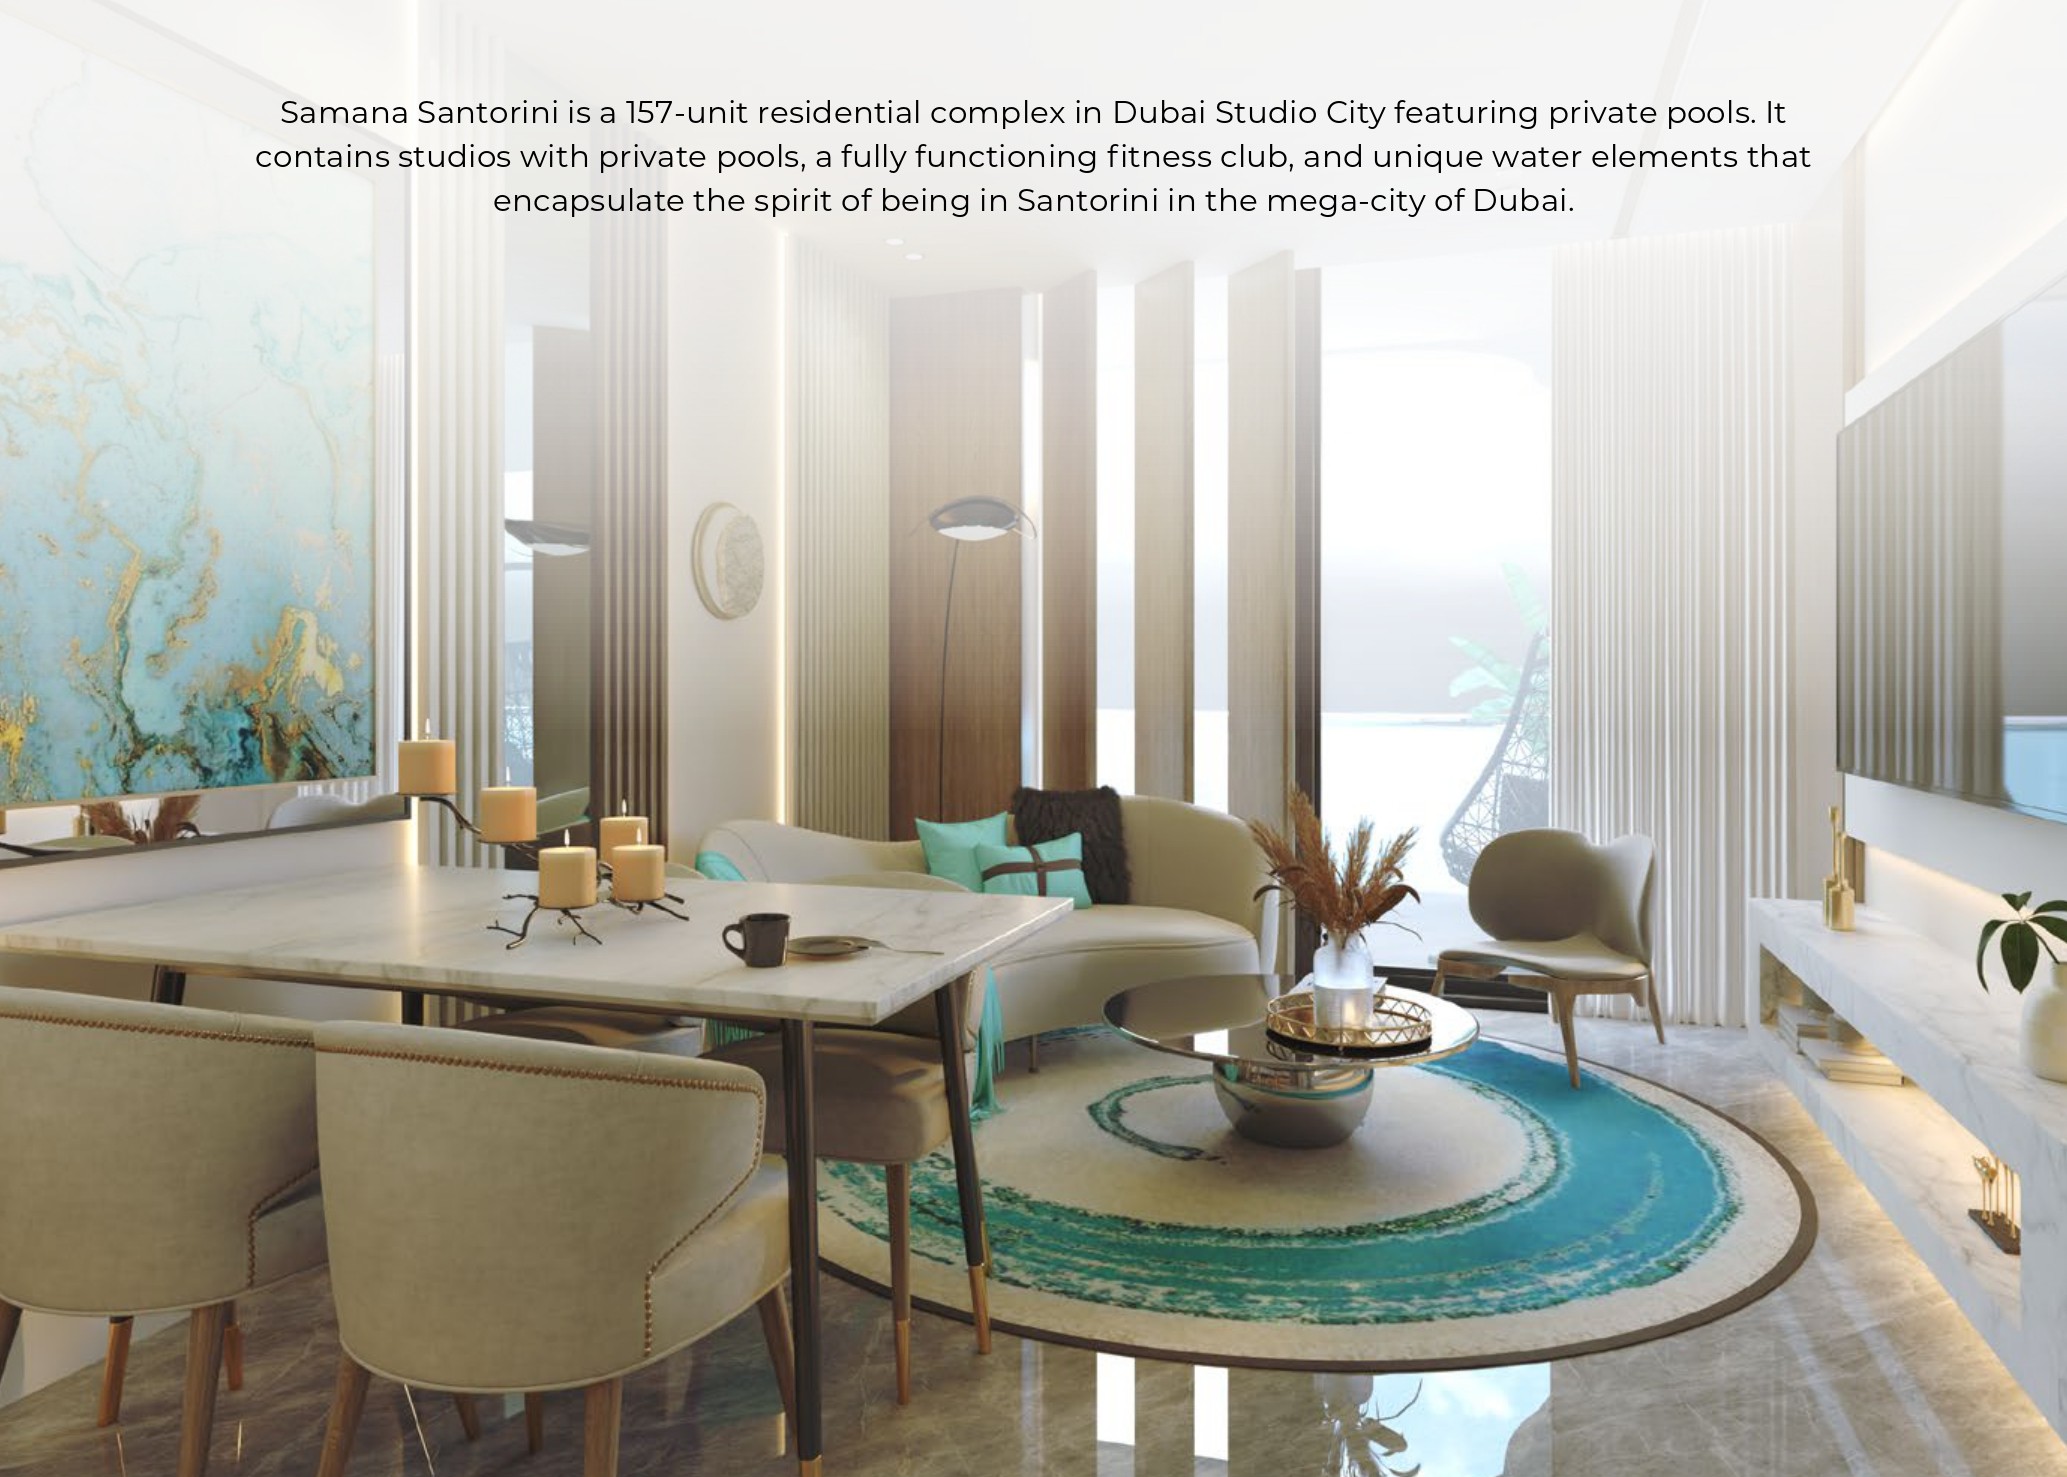 Samana Santorini is a 157-unit residential complex in Dubai Studio City featuring private pools. It
contains studios with private pools, a fully functioning fitness club, and unique water elements that
encapsulate the spirit of being in Santorini in the mega-city of Dubai.